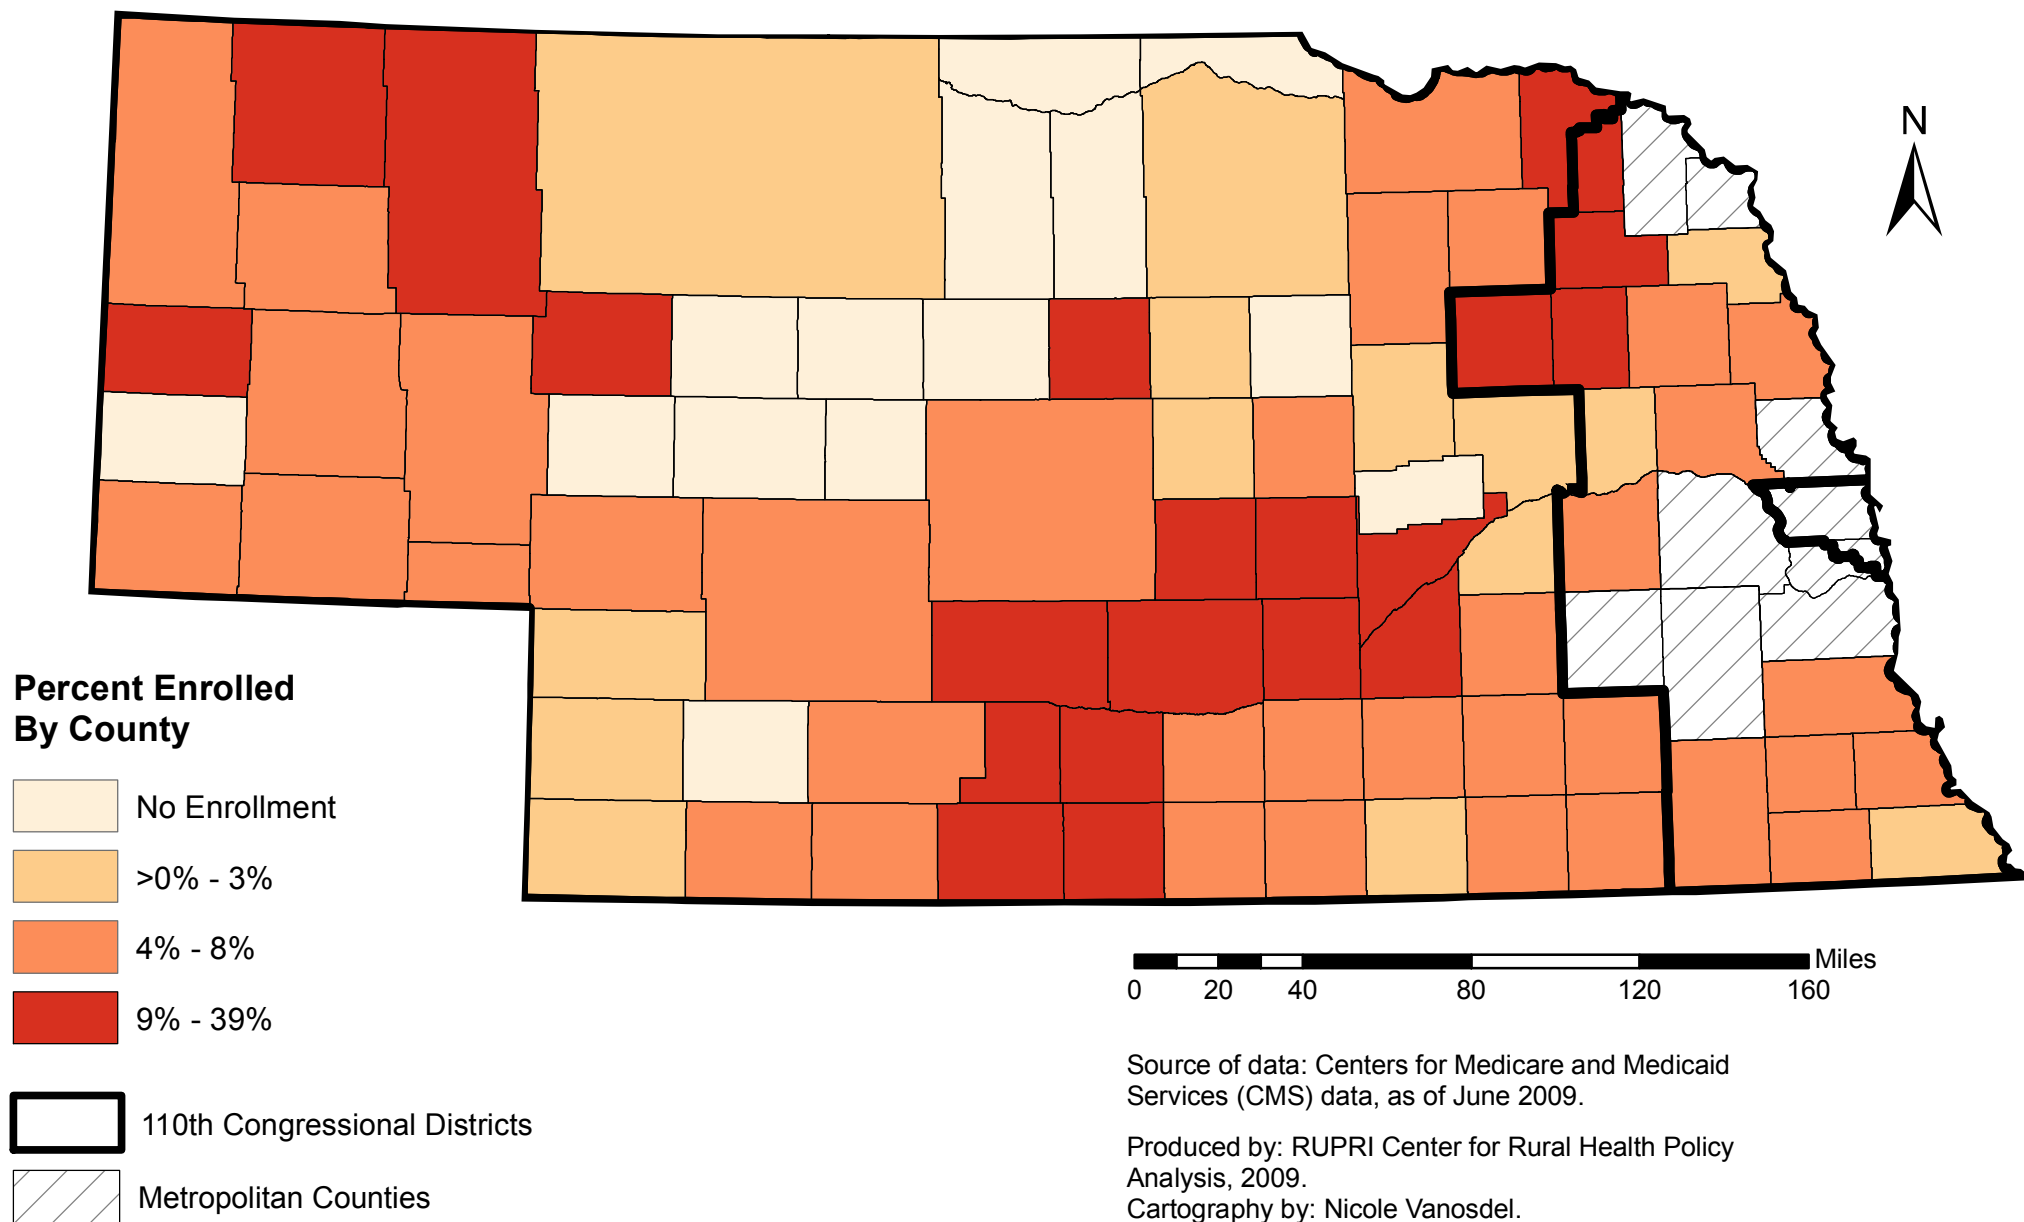 N
Percent Enrolled
By County
No Enrollment
>0% - 3%
4% - 8%
9% - 39%
110th Congressional Districts
Metropolitan Counties
Miles
0 20 40 80 120 160
Source of data: Centers for Medicare and Medicaid
Services (CMS) data, as of June 2009.
Produced by: RUPRI Center for Rural Health Policy
Analysis, 2009.
Cartography by: Nicole Vanosdel.